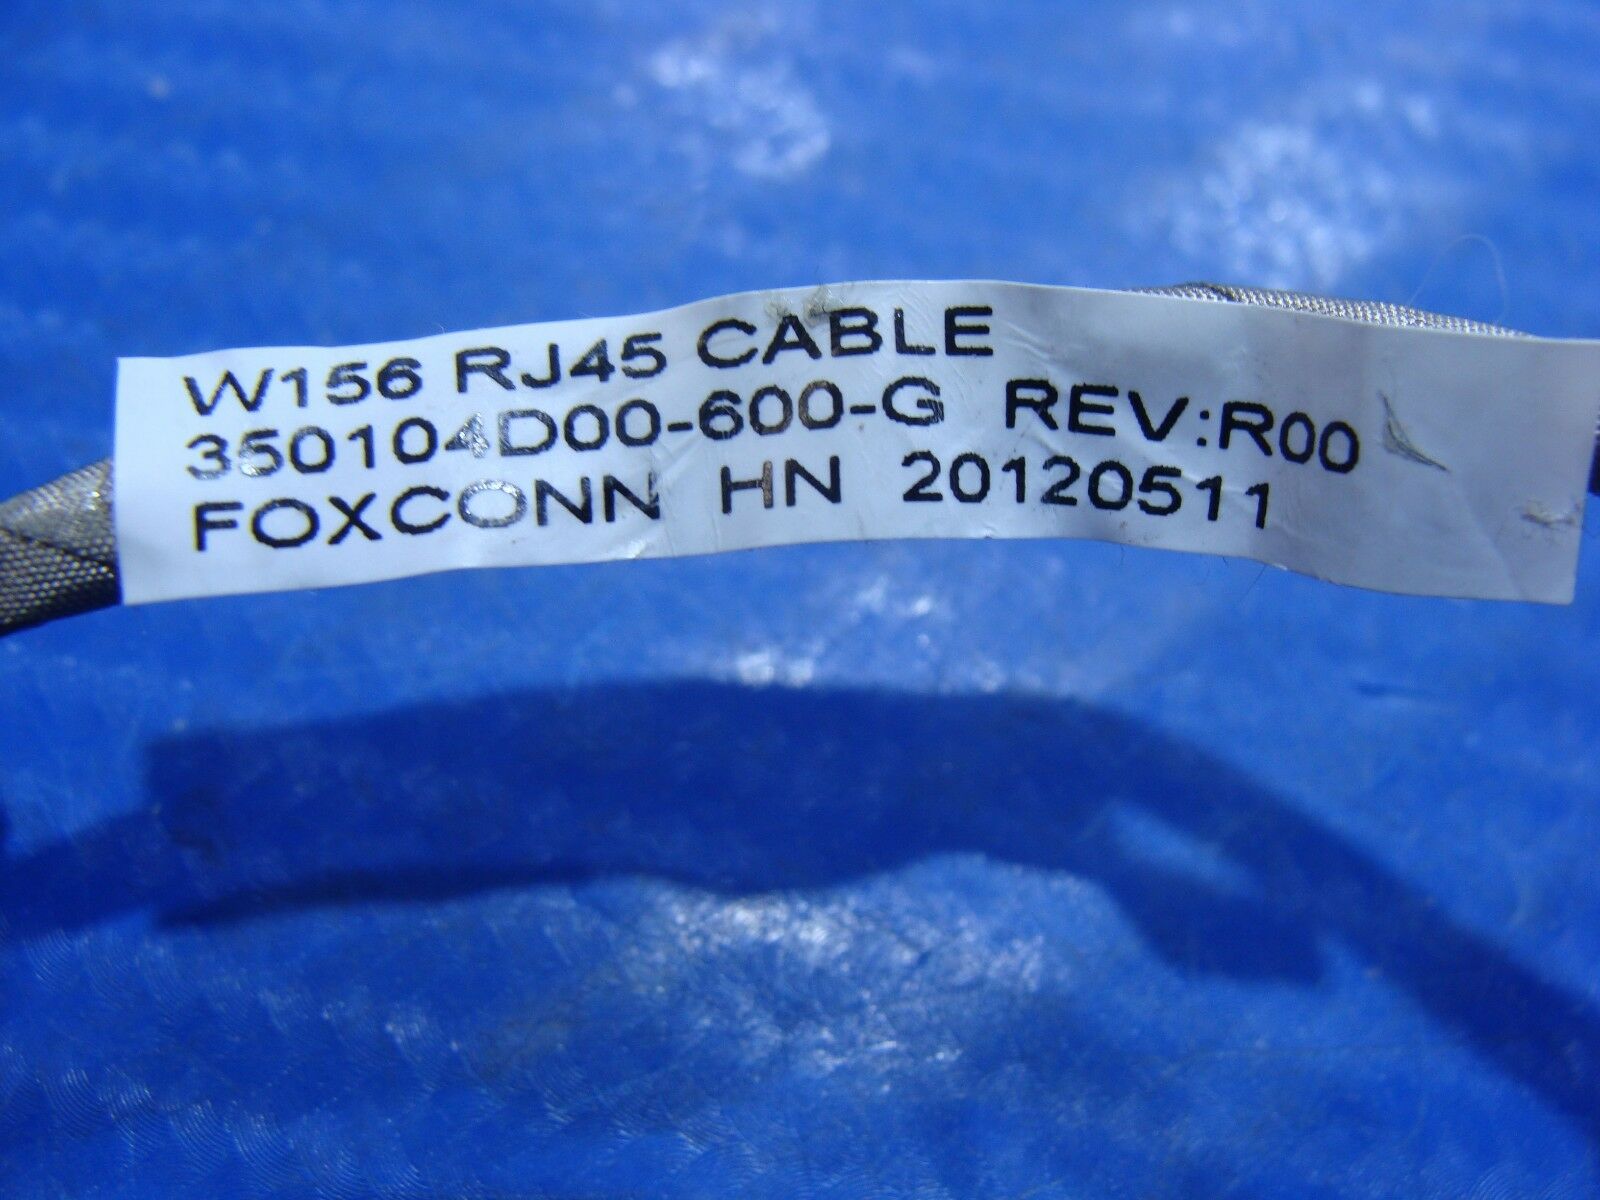 W156 RJ45 CABLE
350104D00-600-G REV:R00
FOXCONN HN 20120511